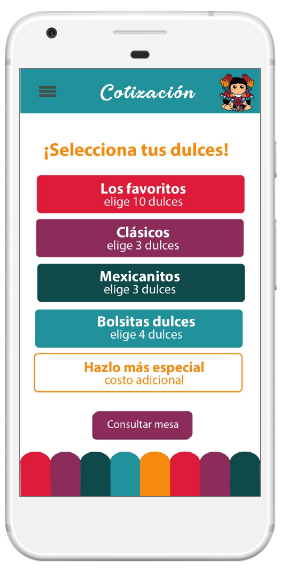 Cotización
¡Selecciona tus dulces!
Los favoritos
elige 10 dulces
Clásicos
elige 3 dulces
Mexicanitos
elige 3 dulces
Bolsitas dulces
elige 4 dulces
Hazlo más especial
costo adicional
Consultar mesa